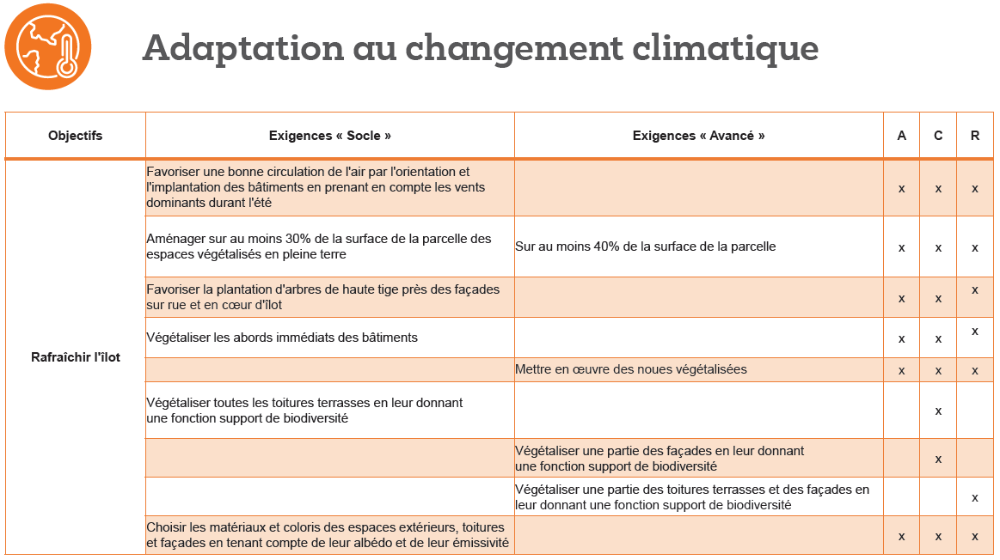 Adaptation au changement climatique
Objectifs
Exigences « Socle »
Exigences « Avancé »
A
C
R
Rafraîchir l'îlot
Favoriser une bonne circulation de l'air par l'orientation et
l'implantation des bâtiments en prenant en compte les vents
dominants durant l'été
x
x
x
Aménager sur au moins 30% de la surface de la parcelle des
espaces végétalisés en pleine terre
Sur au moins 40% de la surface de la parcelle
x
x
x
Favoriser la plantation d'arbres de haute tige près des façades
sur rue et en cœur d'îlot
x
x
x
Végétaliser les abords immédiats des bâtiments
x
x
x
Mettre en œuvre des noues végétalisées
x
x
x
Végétaliser toutes les toitures terrasses en leur donnant
une fonction support de biodiversité
x
Végétaliser une partie des façades en leur donnant
une fonction support de biodiversité
x
Végétaliser une partie des toitures terrasses et des façades en
leur donnant une fonction support de biodiversité
x
Choisir les matériaux et coloris des espaces extérieurs, toitures
et façades en tenant compte de leur albédo et de leur émissivité
x
x
x